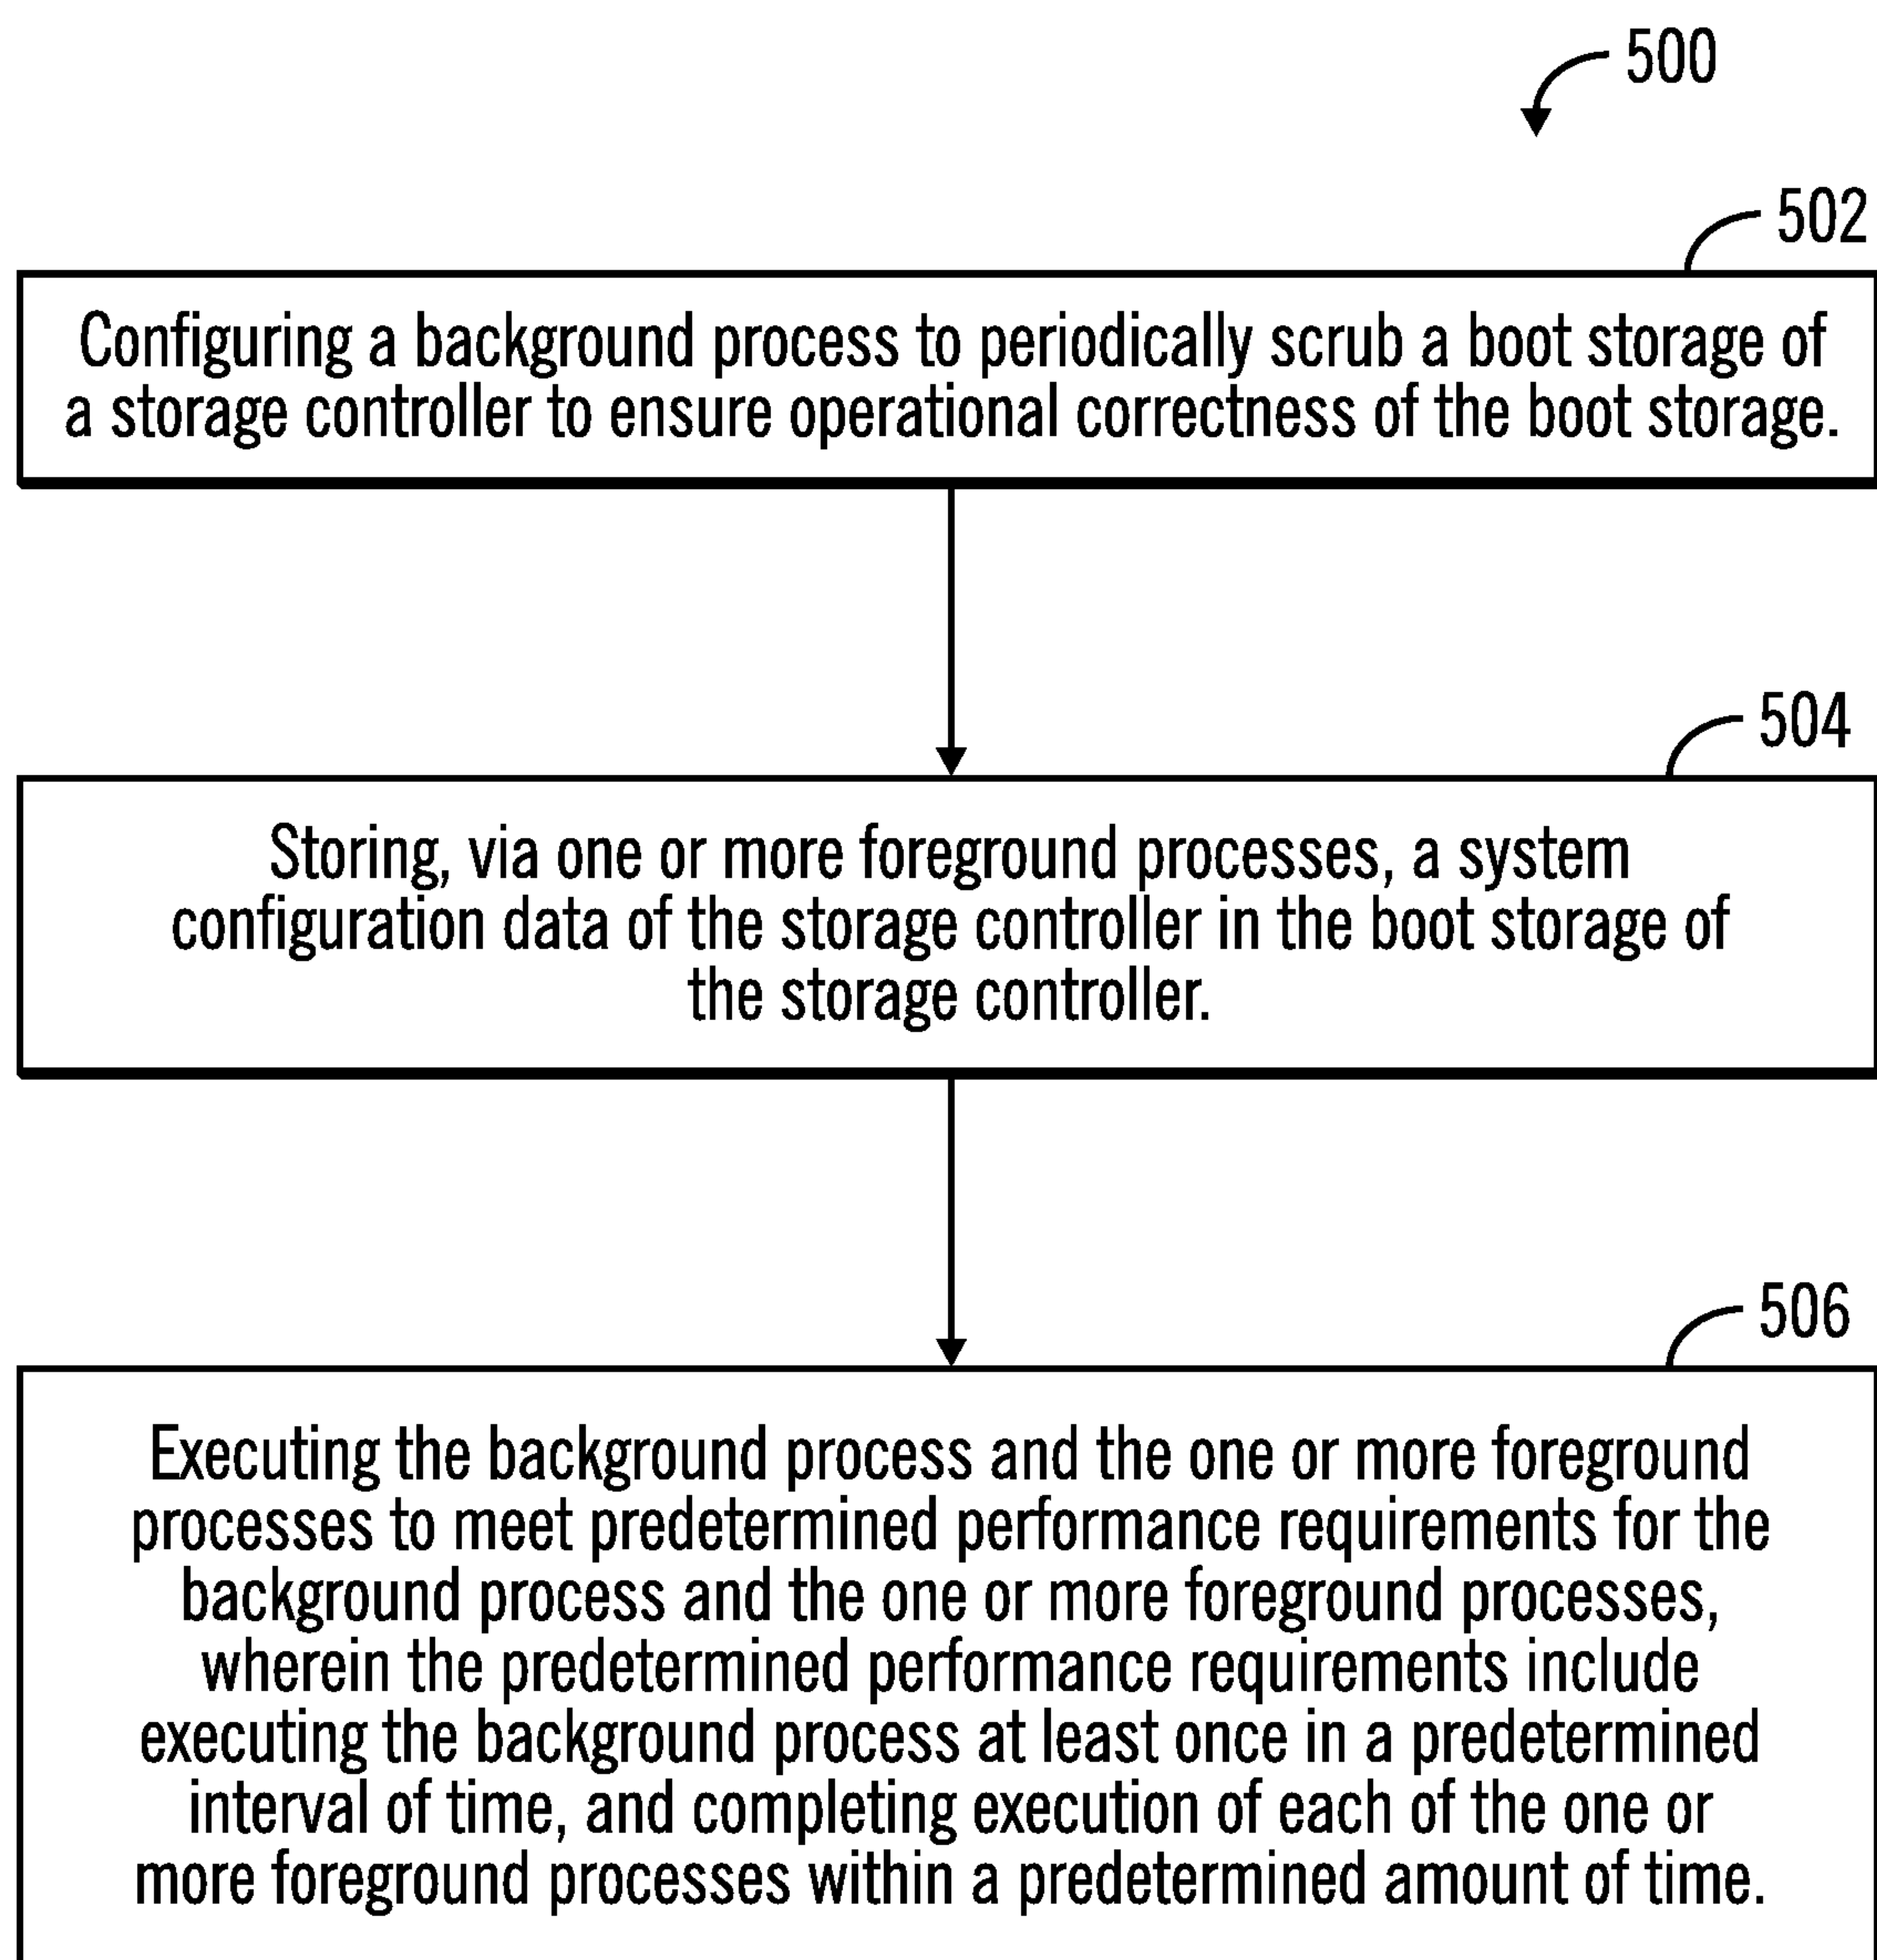 500
502
Configuring a background process to periodically scrub a boot storage of
a storage controller to ensure operational correctness of the boot storage.
504
Storing, via one or more foreground processes, a system
configuration data of the storage controller in the boot storage of
the storage controller.
506
Executing the background process and the one or more foreground
processes to meet predetermined performance requirements for the
background process and the one or more foreground processes,
wherein the predetermined performance requirements include
executing the background process at least once in a predetermined
interval of time, and completing execution of each of the one or
more foreground processes within a predetermined amount of time.